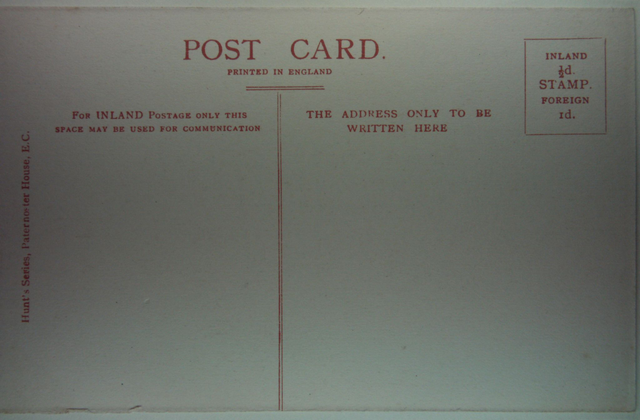 POST CARD.
PRINTED IN ENGLAND
INLAND
½d.
STAMP.
FOREIGN
1d.
FOR INLAND POSTAGE ONLY THIS
SPACE MAY BE USED FOR COMMUNICATION
THE ADDRESS ONLY TO BE
WRITTEN HERE
Hunt's Series, Paternoster House, E.C.